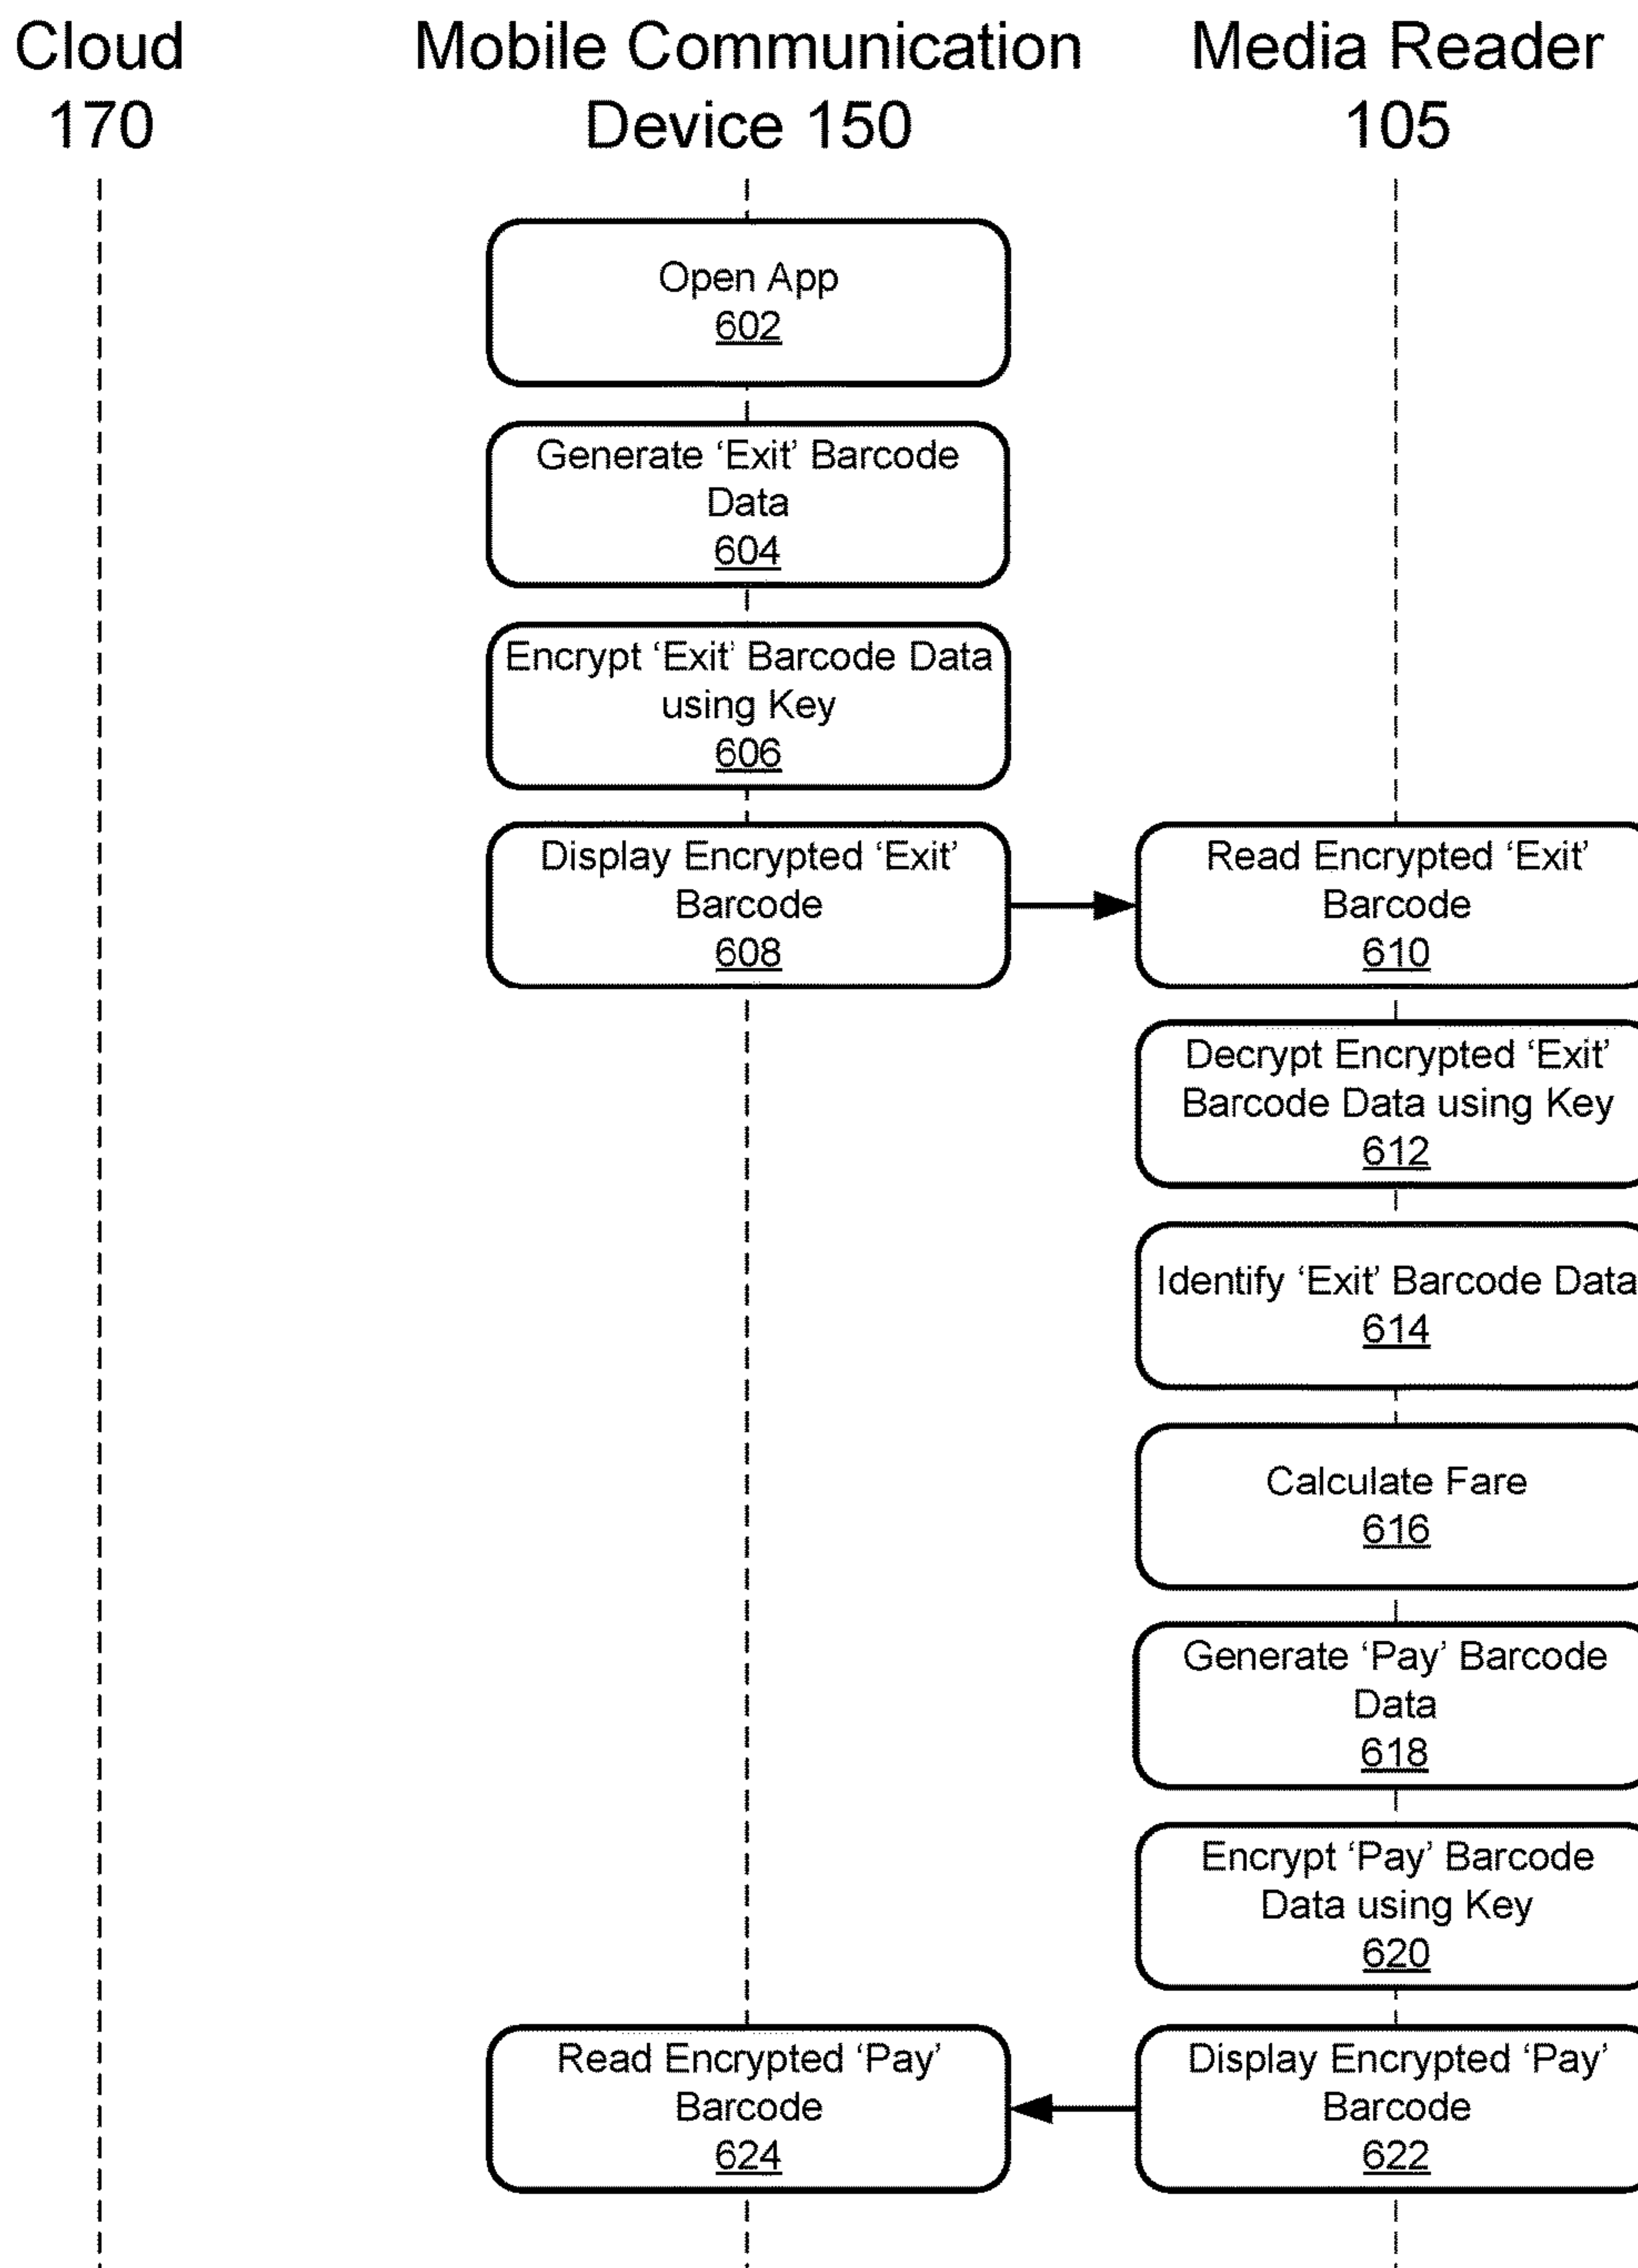 Cloud
170
Mobile Communication
Device 150
Media Reader
105
Open App
602
Generate ‘Exit’ Barcode
Data
604
Encrypt ‘Exit’ Barcode Data
using Key
606
Display Encrypted ‘Exit’
Barcode
608
Read Encrypted ‘Exit’
Barcode
610
Decrypt Encrypted ‘Exit’
Barcode Data using Key
612
Identify ‘Exit’ Barcode Data
614
Calculate Fare
616
Generate ‘Pay’ Barcode
Data
618
Encrypt ‘Pay’ Barcode
Data using Key
620
Display Encrypted ‘Pay’
Barcode
622
Read Encrypted ‘Pay’
Barcode
624